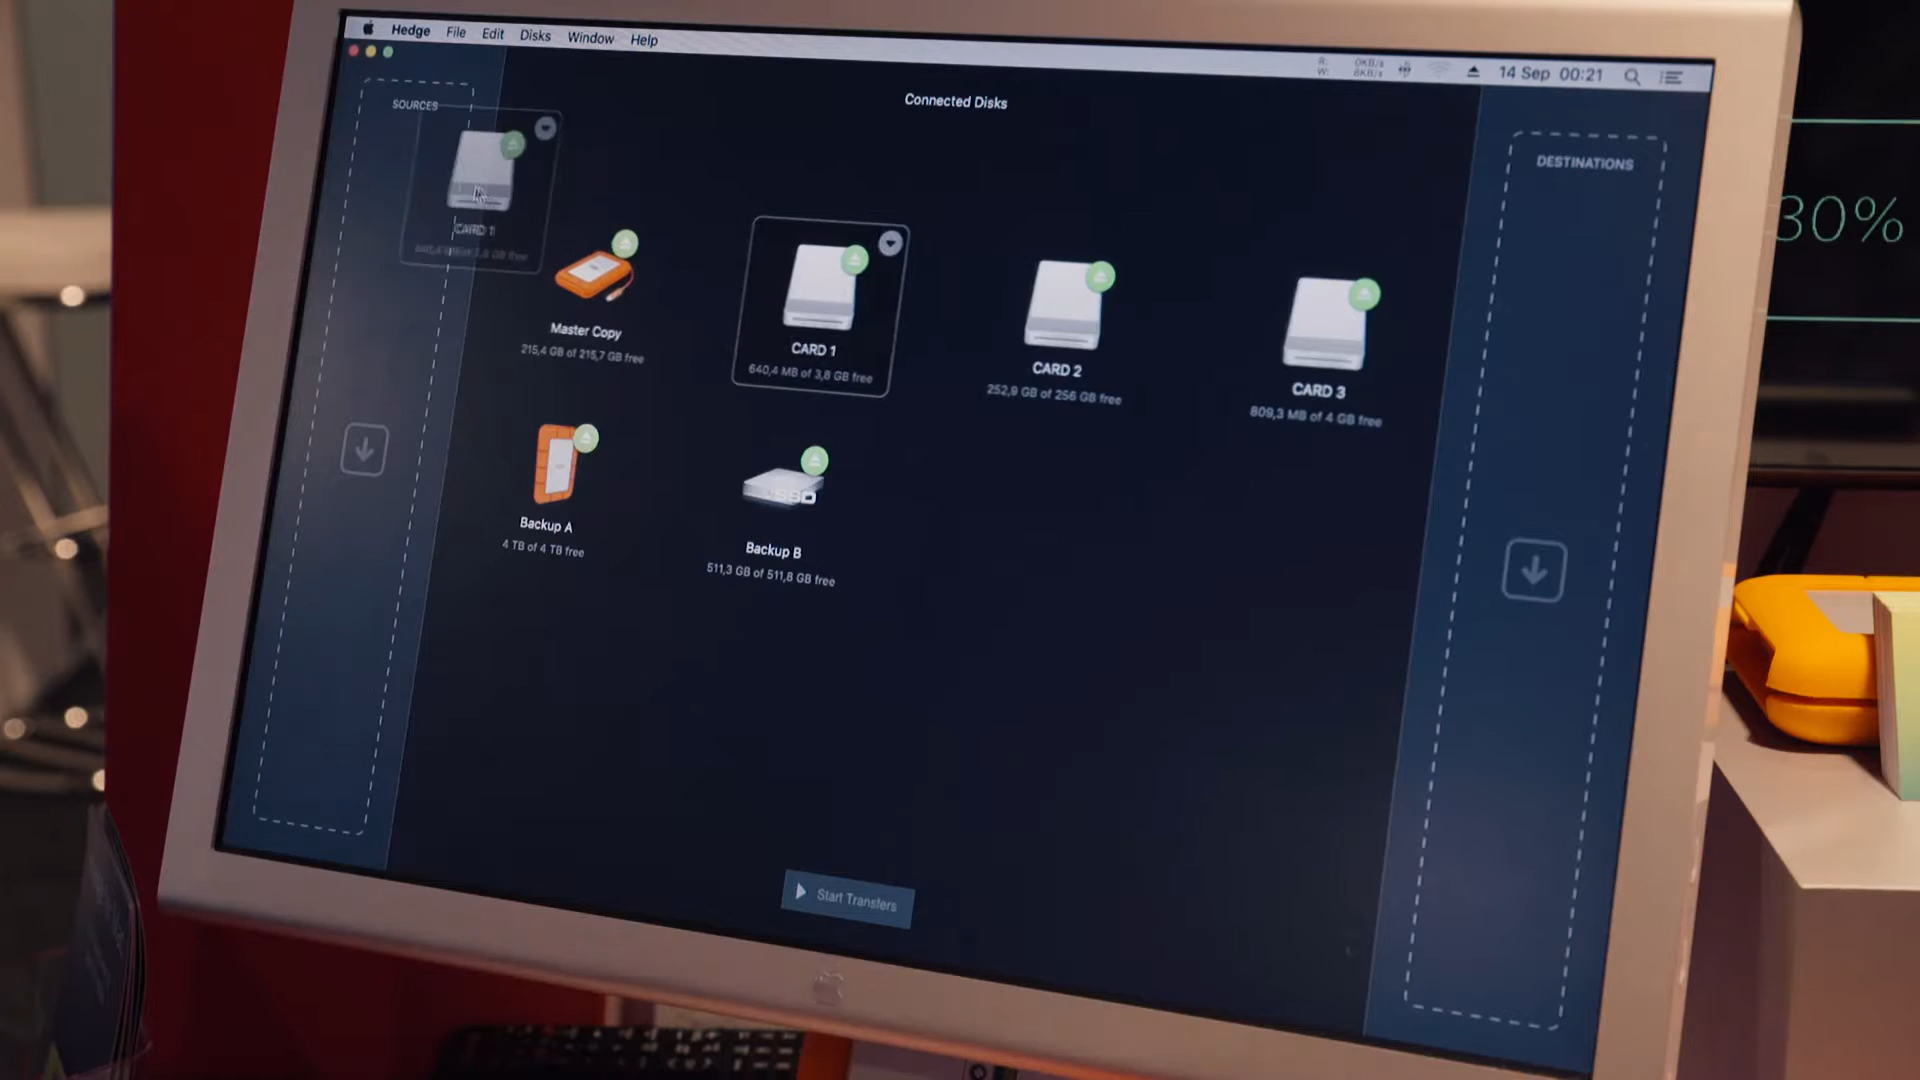 Hedge File Edit Disks Window Help
R: 0KB/s
W: 8KB/s
14 Sep 00:21
SOURCES
Connected Disks
DESTINATIONS
CARD 1
Master Copy
215,4 GB of 215,7 GB free
CARD 1
640,4 MB of 3,8 GB free
CARD 2
252,9 GB of 256 GB free
CARD 3
809,3 MB of 4 GB free
Backup A
4 TB of 4 TB free
SSD
Backup B
511,3 GB of 511,8 GB free
Start Transfers
30%